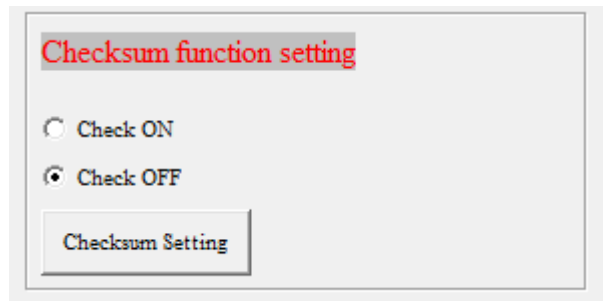 Checksum function setting
Check ON
Check OFF
Checksum Setting